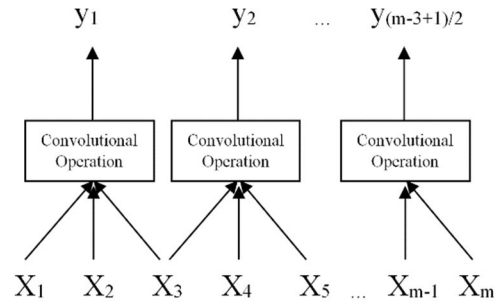 y1 y2 ... y(m-3+1)/2
Convolutional Operation
Convolutional Operation
Convolutional Operation
X1 X2 X3 X4 X5 ... Xm-1 Xm